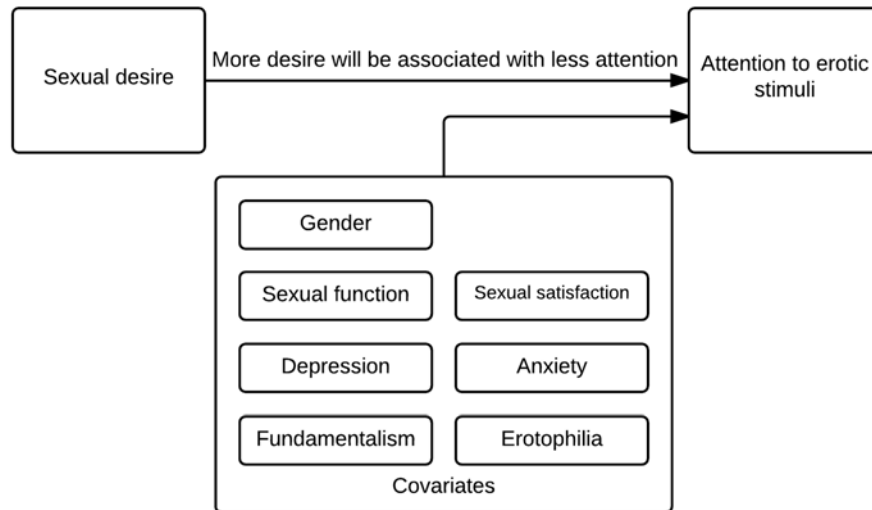 Sexual desire
More desire will be associated with less attention
Attention to erotic
stimuli
Gender
Sexual function
Sexual satisfaction
Depression
Anxiety
Fundamentalism
Erotophilia
Covariates